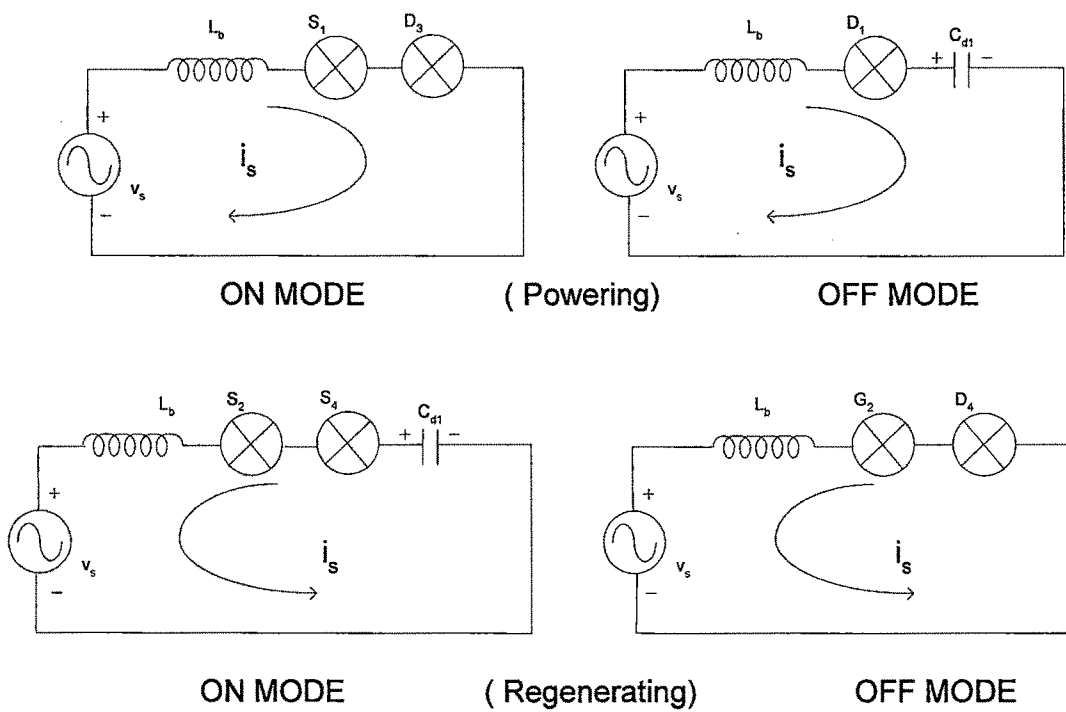 L_b S_1 D_3
+ i_s v_s −
L_b D_1 C_d1
+ − + i_s v_s −
ON MODE ( Powering) OFF MODE
L_b S_2 S_4 C_d1
+ − + i_s v_s −
L_b G_2 D_4
+ i_s v_s −
ON MODE ( Regenerating) OFF MODE